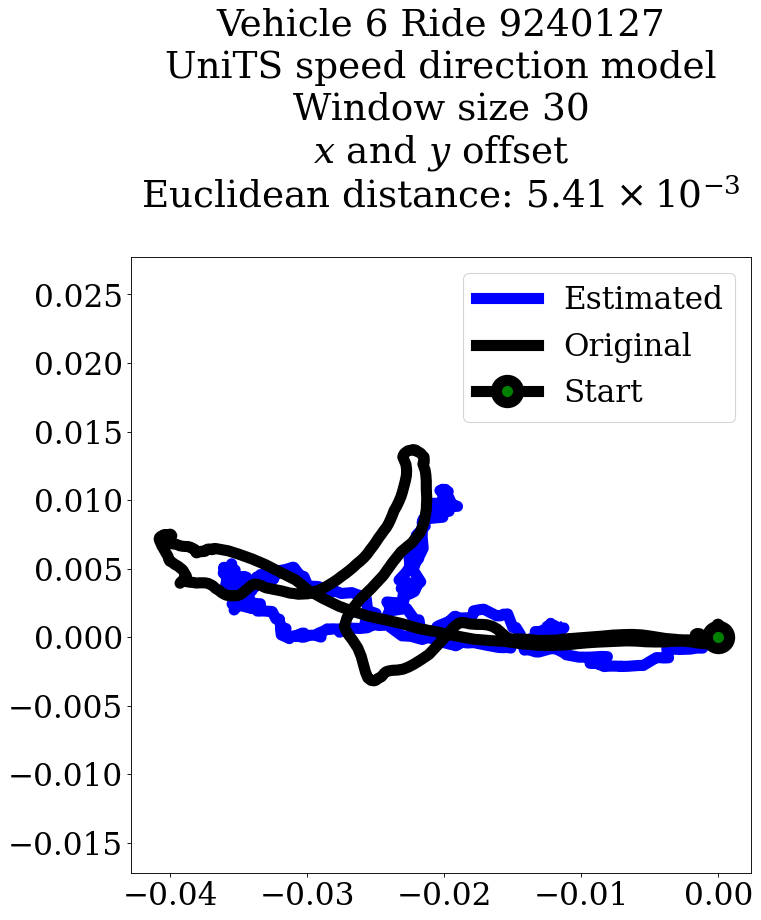 Vehicle 6 Ride 9240127
UniTS speed direction model
Window size 30
x and y offset
Euclidean distance: 5.41 × 10⁻³
Estimated
Original
Start
0.025
0.020
0.015
0.010
0.005
0.000
−0.005
−0.010
−0.015
−0.04 −0.03 −0.02 −0.01 0.00